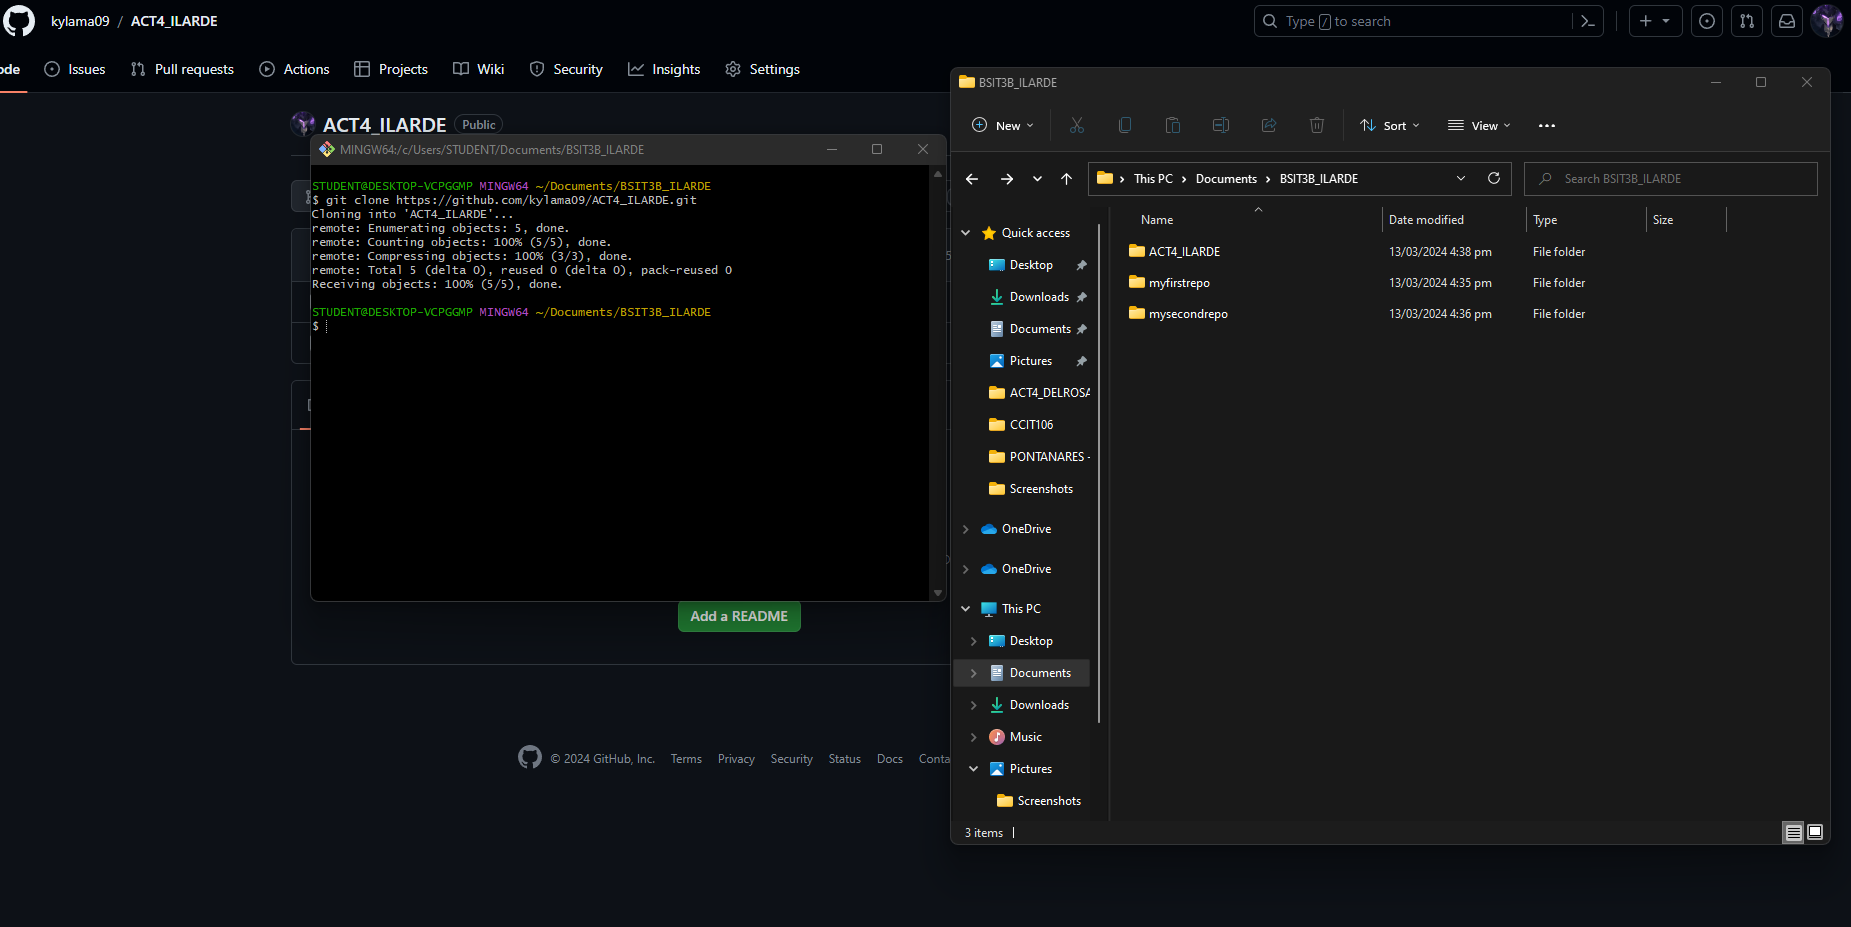 kylama09 / ACT4_ILARDE
Type / to search
ode Issues Pull requests Actions Projects Wiki Security Insights Settings
ACT4_ILARDE Public
MINGW64:/c/Users/STUDENT/Documents/BSIT3B_ILARDE
STUDENT@DESKTOP-VCPGGMP MINGW64 ~/Documents/BSIT3B_ILARDE
$ git clone https://github.com/kylama09/ACT4_ILARDE.git
Cloning into 'ACT4_ILARDE'...
remote: Enumerating objects: 5, done.
remote: Counting objects: 100% (5/5), done.
remote: Compressing objects: 100% (3/3), done.
remote: Total 5 (delta 0), reused 0 (delta 0), pack-reused 0
Receiving objects: 100% (5/5), done.
STUDENT@DESKTOP-VCPGGMP MINGW64 ~/Documents/BSIT3B_ILARDE
$
Add a README
© 2024 GitHub, Inc. Terms Privacy Security Status Docs Conta
BSIT3B_ILARDE
New Sort View
This PC Documents BSIT3B_ILARDE
Search BSIT3B_ILARDE
Quick access
Desktop
Downloads
Documents
Pictures
ACT4_DELROSA
CCIT106
PONTANARES -
Screenshots
OneDrive
OneDrive
This PC
Desktop
Documents
Downloads
Music
Pictures
Screenshots
Name Date modified Type Size
ACT4_ILARDE 13/03/2024 4:38 pm File folder
myfirstrepo 13/03/2024 4:35 pm File folder
mysecondrepo 13/03/2024 4:36 pm File folder
3 items